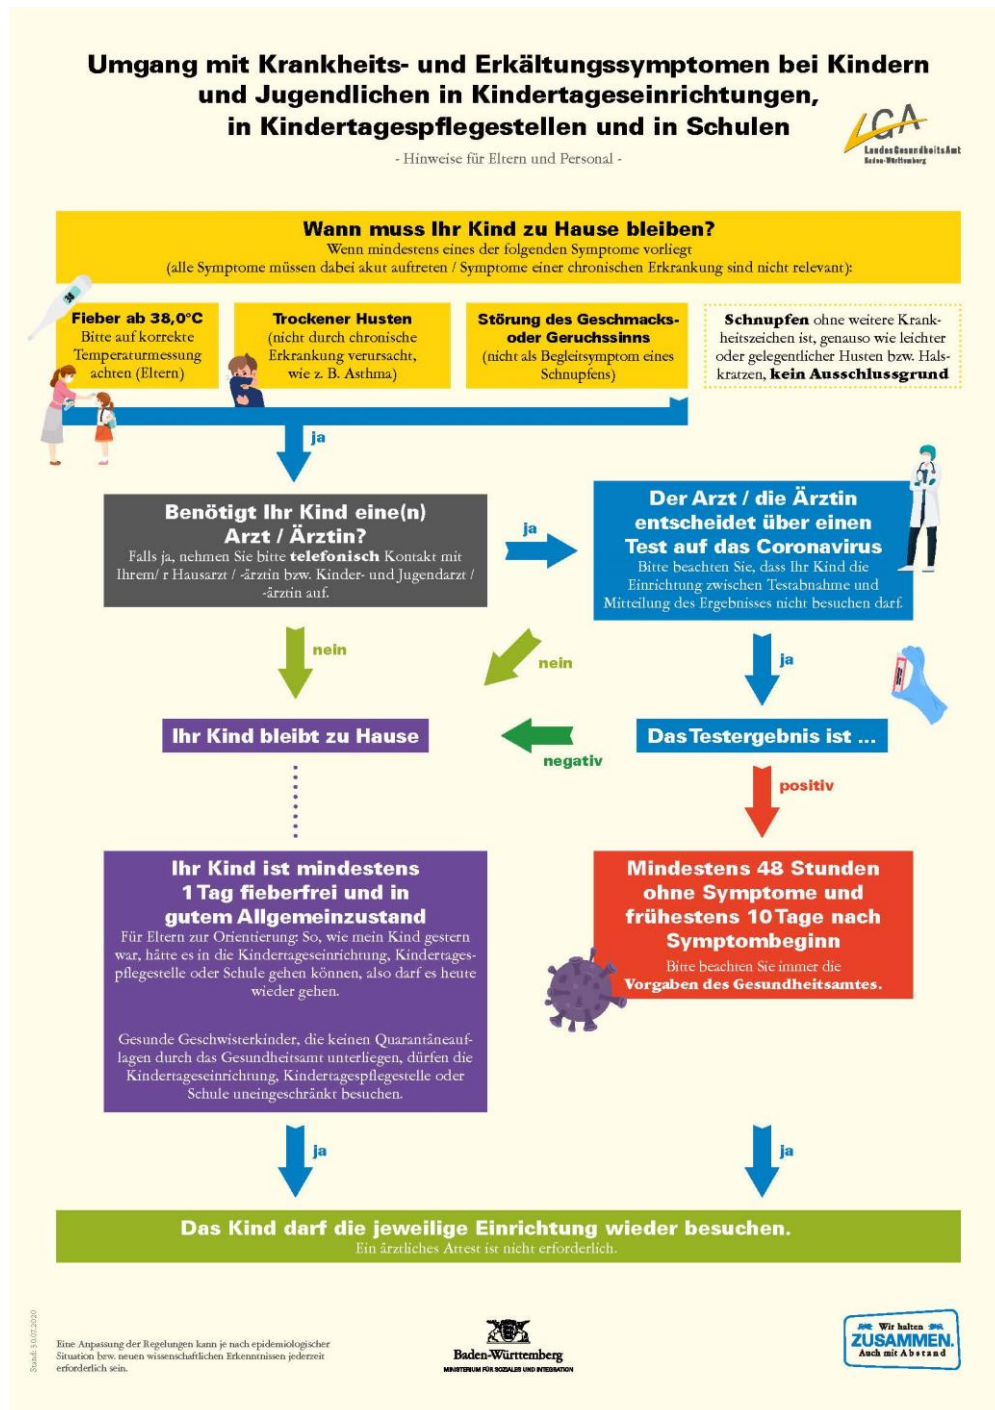 Umgang mit Krankheits- und Erkältungssymptomen bei Kindern
und Jugendlichen in Kindertageseinrichtungen,
in Kindertagespflegestellen und in Schulen
- Hinweise für Eltern und Personal -
LGA
LandesGesundheitsAmt
Baden-Württemberg
Wann muss Ihr Kind zu Hause bleiben?
Wenn mindestens eines der folgenden Symptome vorliegt
(alle Symptome müssen dabei akut auftreten / Symptome einer chronischen Erkrankung sind nicht relevant):
38
Fieber ab 38,0°C
Bitte auf korrekte
Temperaturmessung
achten (Eltern)
Trockener Husten
(nicht durch chronische
Erkrankung verursacht,
wie z. B. Asthma)
Störung des Geschmacks-
oder Geruchssinns
(nicht als Begleitsymptom eines
Schnupfens)
Schnupfen ohne weitere Krank-
heitszeichen ist, genauso wie leichter
oder gelegentlicher Husten bzw. Hals-
kratzen, kein Ausschlussgrund
ja
Benötigt Ihr Kind eine(n)
Arzt / Ärztin?
Falls ja, nehmen Sie bitte telefonisch Kontakt mit
Ihrem/ r Hausarzt / -ärztin bzw. Kinder- und Jugendarzt /
-ärztin auf.
ja
Der Arzt / die Ärztin
entscheidet über einen
Test auf das Coronavirus
Bitte beachten Sie, dass Ihr Kind die
Einrichtung zwischen Testabnahme und
Mitteilung des Ergebnisses nicht besuchen darf.
nein
nein
ja
Ihr Kind bleibt zu Hause
negativ
Das Testergebnis ist ...
positiv
Ihr Kind ist mindestens
1 Tag fieberfrei und in
gutem Allgemeinzustand
Für Eltern zur Orientierung: So, wie mein Kind gestern
war, hätte es in die Kindertageseinrichtung, Kindertages-
pflegestelle oder Schule gehen können, also darf es heute
wieder gehen.
Gesunde Geschwisterkinder, die keinen Quarantäneauf-
lagen durch das Gesundheitsamt unterliegen, dürfen die
Kindertageseinrichtung, Kindertagespflegestelle oder
Schule uneingeschränkt besuchen.
Mindestens 48 Stunden
ohne Symptome und
frühestens 10 Tage nach
Symptombeginn
Bitte beachten Sie immer die
Vorgaben des Gesundheitsamtes.
ja
ja
Das Kind darf die jeweilige Einrichtung wieder besuchen.
Ein ärztliches Attest ist nicht erforderlich.
Stand: 30.07.2020
Eine Anpassung der Regelungen kann je nach epidemiologischer
Situation bzw. neuen wissenschaftlichen Erkenntnissen jederzeit
erforderlich sein.
Baden-Württemberg
MINISTERIUM FÜR SOZIALES UND INTEGRATION
Wir halten
ZUSAMMEN.
Auch mit Abstand